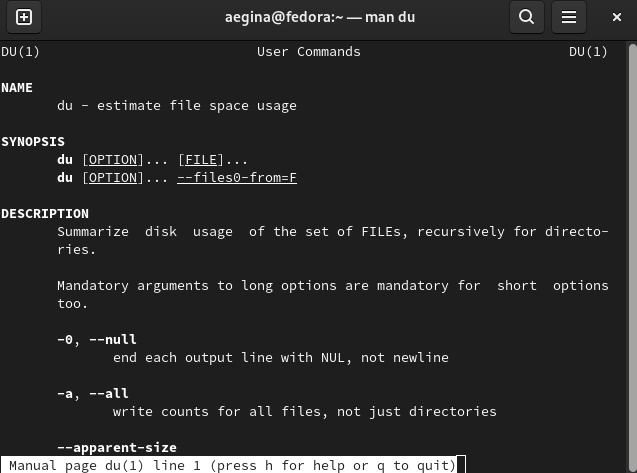 aegina@fedora:~ — man du
DU(1) User Commands DU(1)
NAME
du - estimate file space usage
SYNOPSIS
du [OPTION]... [FILE]...
du [OPTION]... --files0-from=F
DESCRIPTION
Summarize disk usage of the set of FILEs, recursively for directo-
ries.
Mandatory arguments to long options are mandatory for short options
too.
-0, --null
end each output line with NUL, not newline
-a, --all
write counts for all files, not just directories
--apparent-size
Manual page du(1) line 1 (press h for help or q to quit)